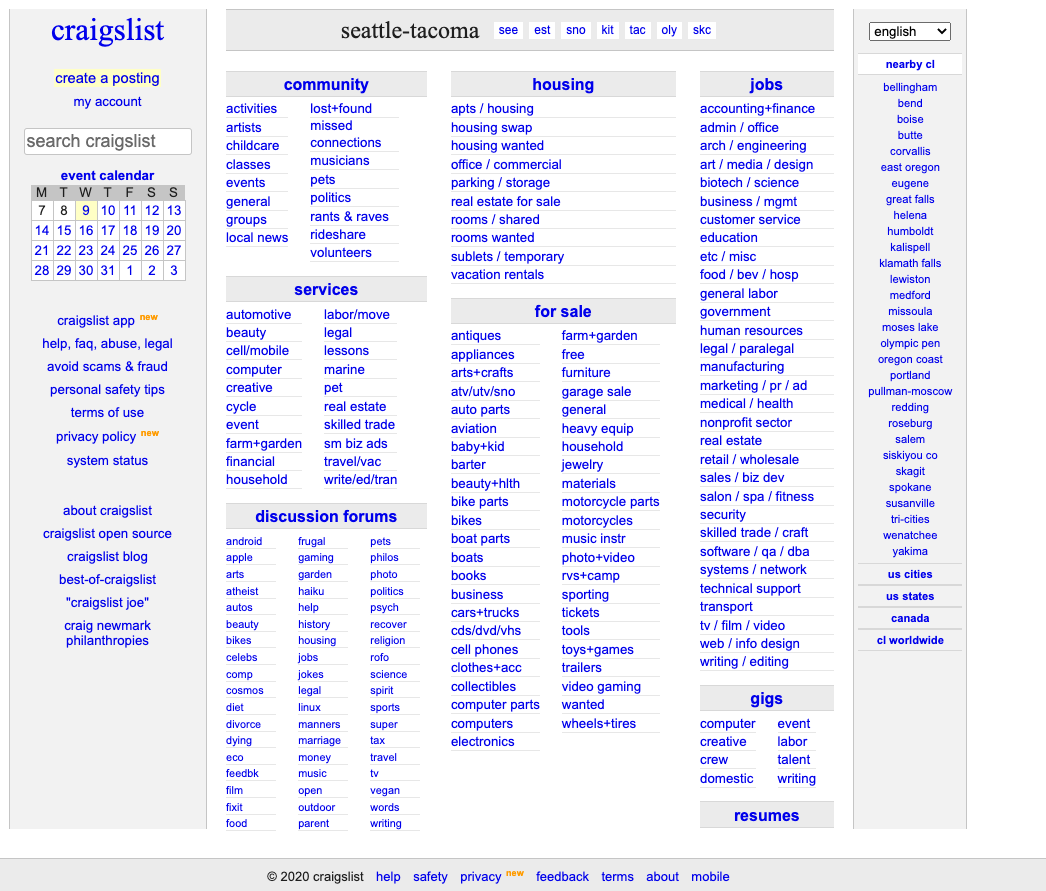 craigslist
create a posting
my account
search craigslist
event calendar
M T W T F S S
7 8 9 10 11 12 13
14 15 16 17 18 19 20
21 22 23 24 25 26 27
28 29 30 31 1 2 3
craigslist app new
help, faq, abuse, legal
avoid scams & fraud
personal safety tips
terms of use
privacy policy new
system status
about craigslist
craigslist open source
craigslist blog
best-of-craigslist
"craigslist joe"
craig newmark
philanthropies
seattle-tacoma see est sno kit tac oly skc
community
activities
artists
childcare
classes
events
general
groups
local news
lost+found
missed
connections
musicians
pets
politics
rants & raves
rideshare
volunteers
services
automotive
beauty
cell/mobile
computer
creative
cycle
event
farm+garden
financial
household
labor/move
legal
lessons
marine
pet
real estate
skilled trade
sm biz ads
travel/vac
write/ed/tran
discussion forums
android
apple
arts
atheist
autos
beauty
bikes
celebs
comp
cosmos
diet
divorce
dying
eco
feedbk
film
fixit
food
frugal
gaming
garden
haiku
help
history
housing
jobs
jokes
legal
linux
manners
marriage
money
music
open
outdoor
parent
pets
philos
photo
politics
psych
recover
religion
rofo
science
spirit
sports
super
tax
travel
tv
vegan
words
writing
housing
apts / housing
housing swap
housing wanted
office / commercial
parking / storage
real estate for sale
rooms / shared
rooms wanted
sublets / temporary
vacation rentals
for sale
antiques
appliances
arts+crafts
atv/utv/sno
auto parts
aviation
baby+kid
barter
beauty+hlth
bike parts
bikes
boat parts
boats
books
business
cars+trucks
cds/dvd/vhs
cell phones
clothes+acc
collectibles
computer parts
computers
electronics
farm+garden
free
furniture
garage sale
general
heavy equip
household
jewelry
materials
motorcycle parts
motorcycles
music instr
photo+video
rvs+camp
sporting
tickets
tools
toys+games
trailers
video gaming
wanted
wheels+tires
jobs
accounting+finance
admin / office
arch / engineering
art / media / design
biotech / science
business / mgmt
customer service
education
etc / misc
food / bev / hosp
general labor
government
human resources
legal / paralegal
manufacturing
marketing / pr / ad
medical / health
nonprofit sector
real estate
retail / wholesale
sales / biz dev
salon / spa / fitness
security
skilled trade / craft
software / qa / dba
systems / network
technical support
transport
tv / film / video
web / info design
writing / editing
gigs
computer
creative
crew
domestic
event
labor
talent
writing
resumes
english
nearby cl
bellingham
bend
boise
butte
corvallis
east oregon
eugene
great falls
helena
humboldt
kalispell
klamath falls
lewiston
medford
missoula
moses lake
olympic pen
oregon coast
portland
pullman-moscow
redding
roseburg
salem
siskiyou co
skagit
spokane
susanville
tri-cities
wenatchee
yakima
us cities
us states
canada
cl worldwide
© 2020 craigslist help safety privacy new feedback terms about mobile